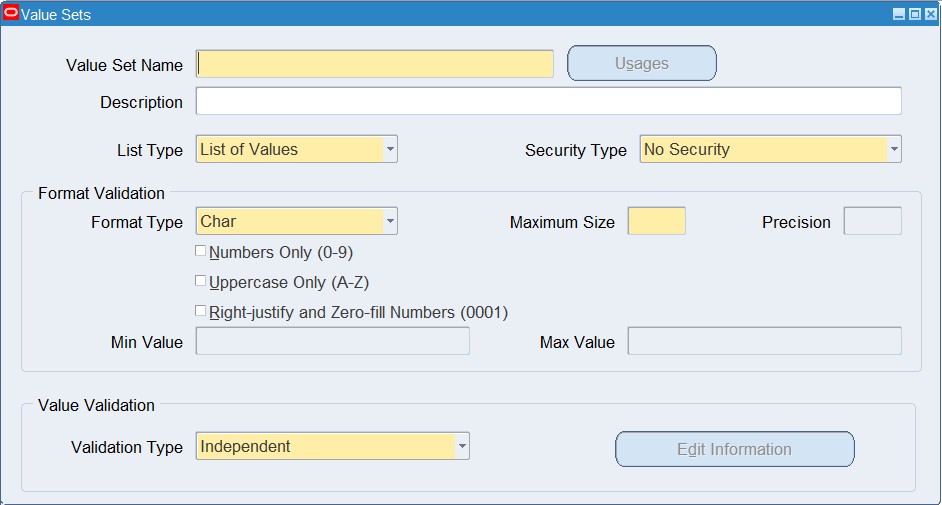 Value Sets
Value Set Name Usages
Description
List Type List of Values Security Type No Security
Format Validation
Format Type Char Maximum Size Precision
Numbers Only (0-9)
Uppercase Only (A-Z)
Right-justify and Zero-fill Numbers (0001)
Min Value Max Value
Value Validation
Validation Type Independent Edit Information